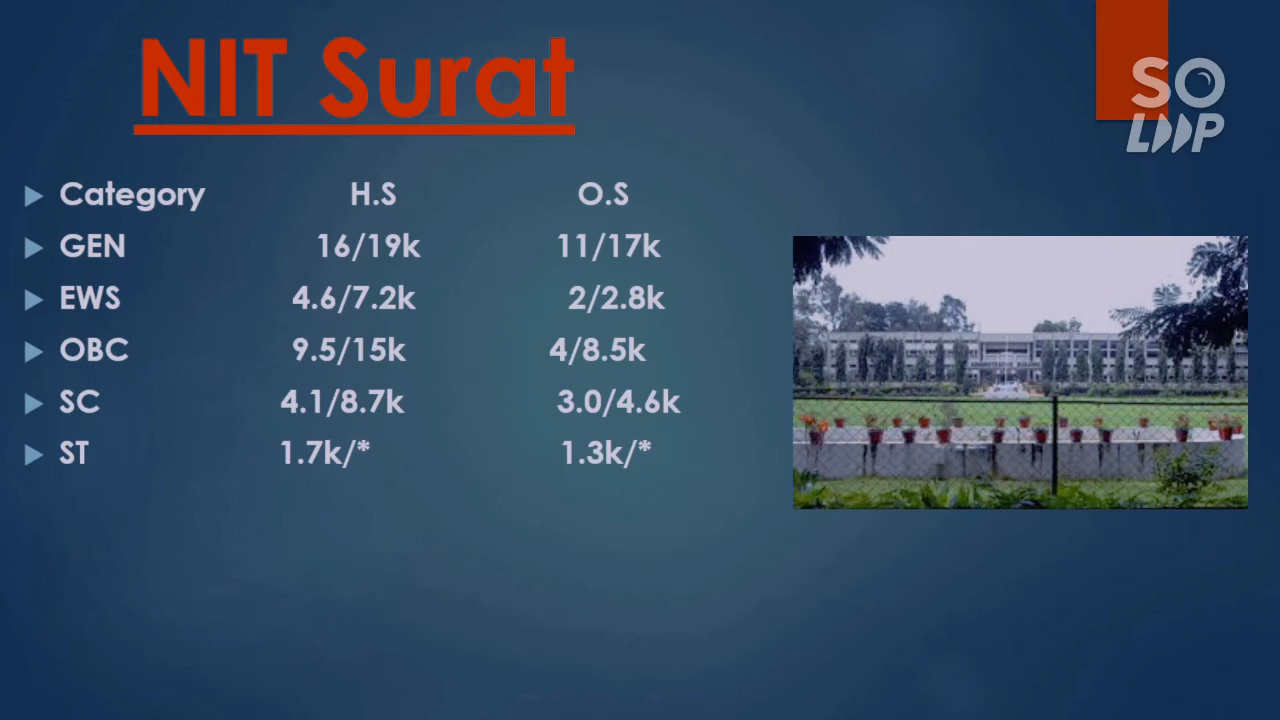 NIT Surat
SO
LOOP
Category H.S O.S
GEN 16/19k 11/17k
EWS 4.6/7.2k 2/2.8k
OBC 9.5/15k 4/8.5k
SC 4.1/8.7k 3.0/4.6k
ST 1.7k/* 1.3k/*